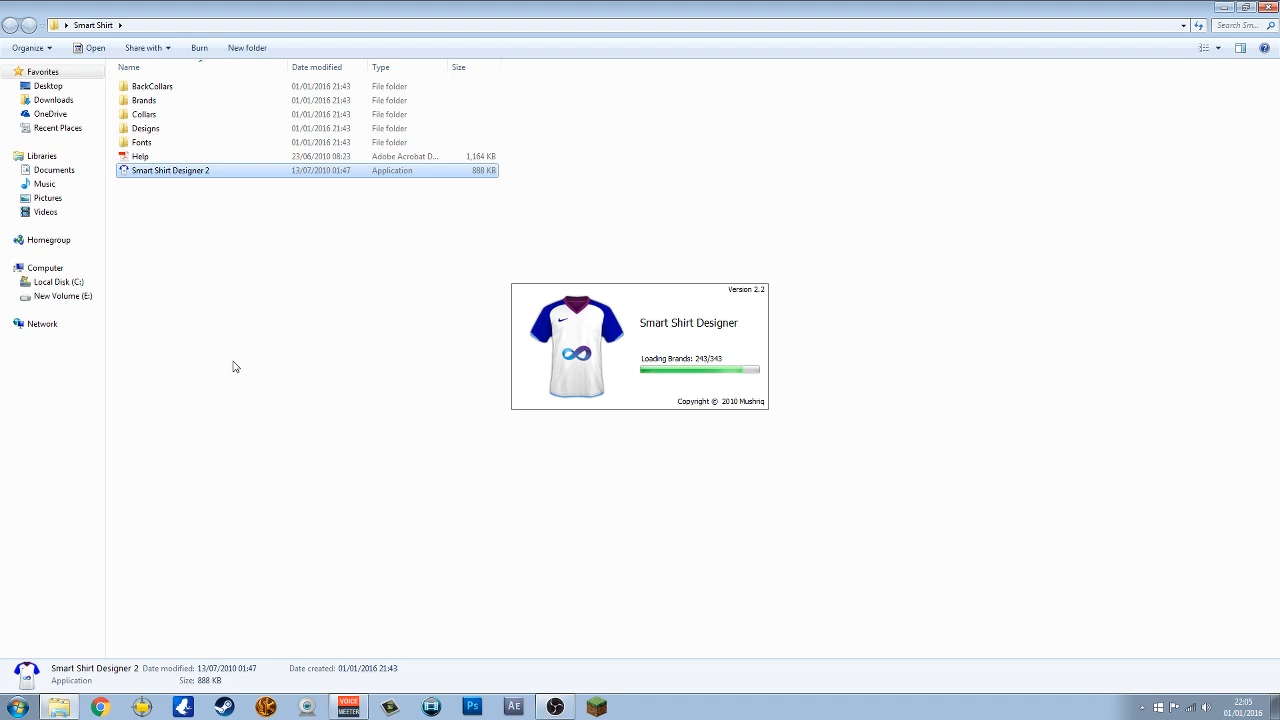 Smart Shirt
Search Sm...
Organize
Open
Share with
Burn
New folder
Name
Date modified
Type
Size
Favorites
Desktop
Downloads
OneDrive
Recent Places
Libraries
Documents
Music
Pictures
Videos
Homegroup
Computer
Local Disk (C:)
New Volume (E:)
Network
BackCollars 01/01/2016 21:43 File folder
Brands 01/01/2016 21:43 File folder
Collars 01/01/2016 21:43 File folder
Designs 01/01/2016 21:43 File folder
Fonts 01/01/2016 21:43 File folder
Help 23/06/2010 08:23 Adobe Acrobat D... 1,164 KB
Smart Shirt Designer 2 13/07/2010 01:47 Application 888 KB
Version 2.2
Smart Shirt Designer
Loading Brands: 243/343
Copyright © 2010 Mushriq
Smart Shirt Designer 2 Date modified: 13/07/2010 01:47 Date created: 01/01/2016 21:43
Application Size: 888 KB
VOICE
MEETER
Ps
Ae
22:05
01/01/2016